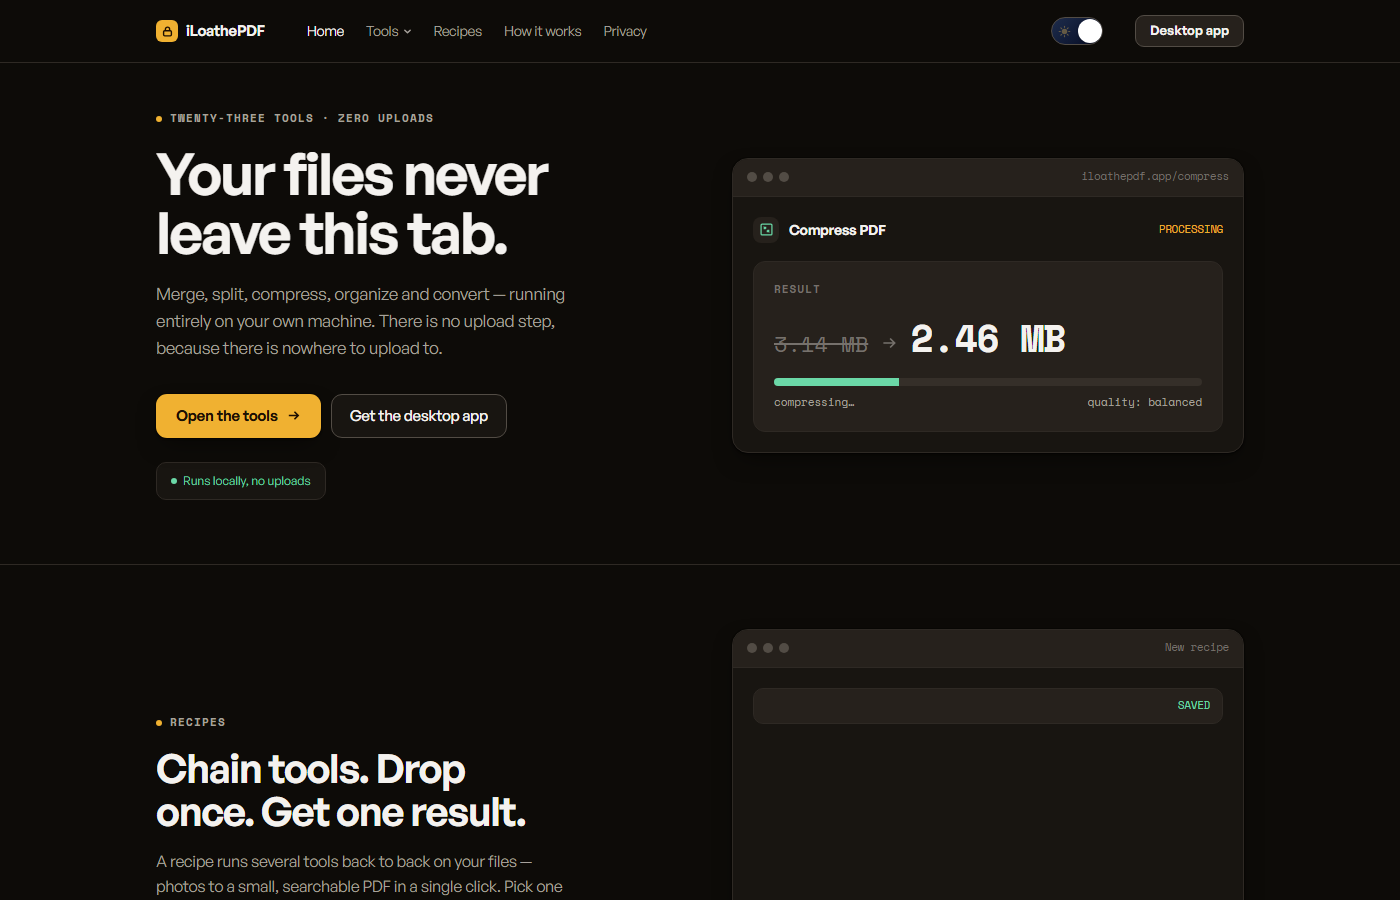 iLoathePDF
Home
Tools
Recipes
How it works
Privacy
Desktop app
TWENTY-THREE TOOLS · ZERO UPLOADS
Your files never
leave this tab.
Merge, split, compress, organize and convert — running
entirely on your own machine. There is no upload step,
because there is nowhere to upload to.
Open the tools →
Get the desktop app
Runs locally, no uploads
iloathepdf.app/compress
Compress PDF
PROCESSING
RESULT
3.14 MB → 2.46 MB
compressing…
quality: balanced
RECIPES
Chain tools. Drop
once. Get one result.
A recipe runs several tools back to back on your files —
photos to a small, searchable PDF in a single click. Pick one
New recipe
SAVED